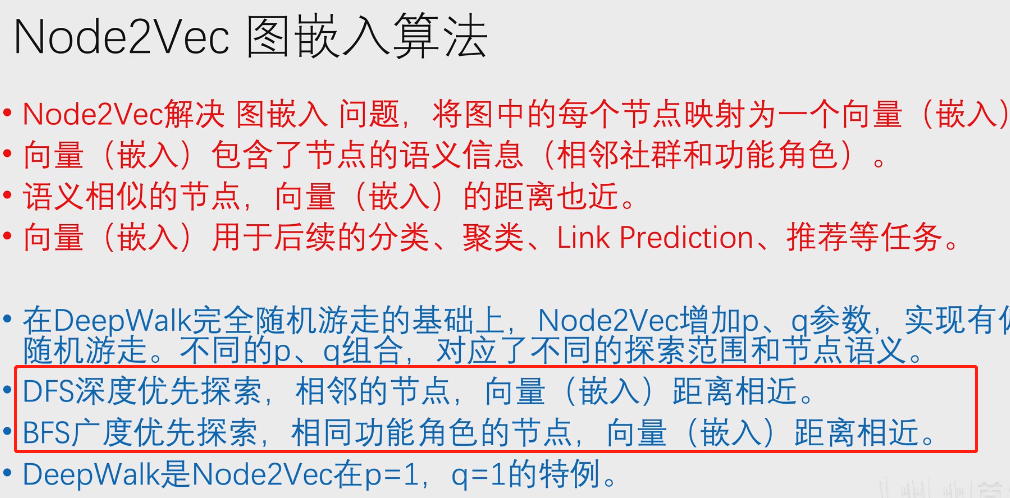 Node2Vec 图嵌入算法
• Node2Vec解决 图嵌入 问题，将图中的每个节点映射为一个向量（嵌入）
• 向量（嵌入）包含了节点的语义信息（相邻社群和功能角色）。
• 语义相似的节点，向量（嵌入）的距离也近。
• 向量（嵌入）用于后续的分类、聚类、Link Prediction、推荐等任务。
• 在DeepWalk完全随机游走的基础上，Node2Vec增加p、q参数，实现有
随机游走。不同的p、q组合，对应了不同的探索范围和节点语义。
• DFS深度优先探索，相邻的节点，向量（嵌入）距离相近。
• BFS广度优先探索，相同功能角色的节点，向量（嵌入）距离相近。
• DeepWalk是Node2Vec在p=1，q=1的特例。